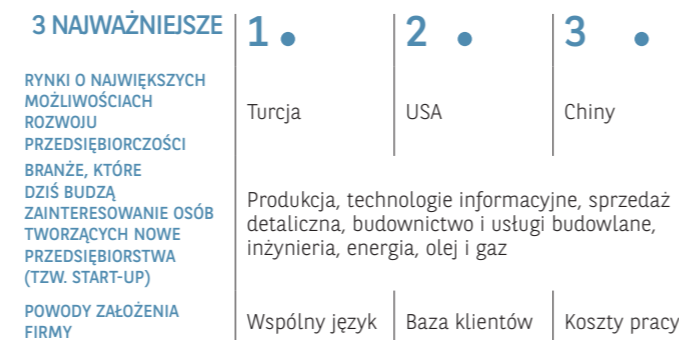 3 NAJWAŻNIEJSZE 1 • 2 • 3 •
RYNKI O NAJWIĘKSZYCH
MOŻLIWOŚCIACH
ROZWOJU
PRZEDSIĘBIORCZOŚCI
Turcja USA Chiny
BRANŻE, KTÓRE
DZIŚ BUDZĄ
ZAINTERESOWANIE OSÓB
TWORZĄCYCH NOWE
PRZEDSIĘBIORSTWA
(TZW. START-UP)
Produkcja, technologie informacyjne, sprzedaż
detaliczna, budownictwo i usługi budowlane,
inżynieria, energia, olej i gaz
POWODY ZAŁOŻENIA
FIRMY
Wspólny język Baza klientów Koszty pracy